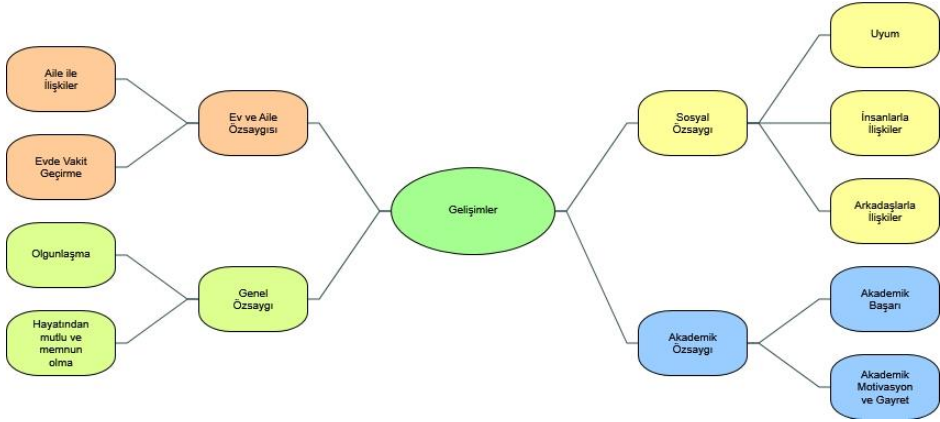 Aile ile
İlişkiler
Evde Vakit
Geçirme
Ev ve Aile
Özsaygısı
Olgunlaşma
Hayatından
mutlu ve
memnun
olma
Genel
Özsaygı
Gelişimler
Sosyal
Özsaygı
Uyum
İnsanlarla
İlişkiler
Arkadaşlarla
İlişkiler
Akademik
Özsaygı
Akademik
Başarı
Akademik
Motivasyon
ve Gayret